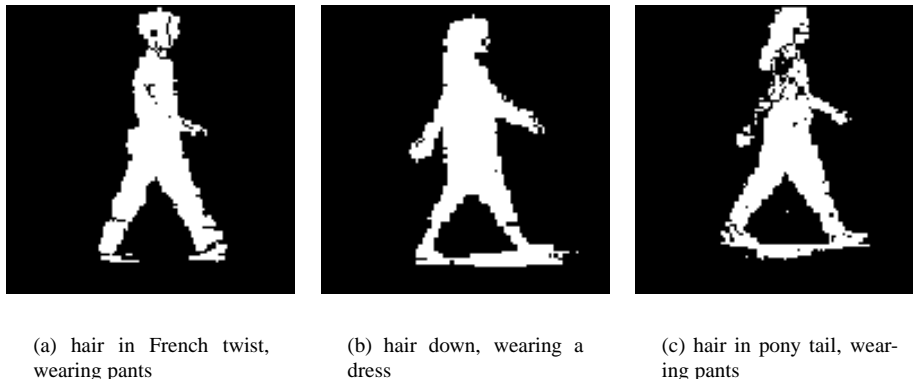 (a) hair in French twist,
wearing pants
(b) hair down, wearing a
dress
(c) hair in pony tail, wear-
ing pants